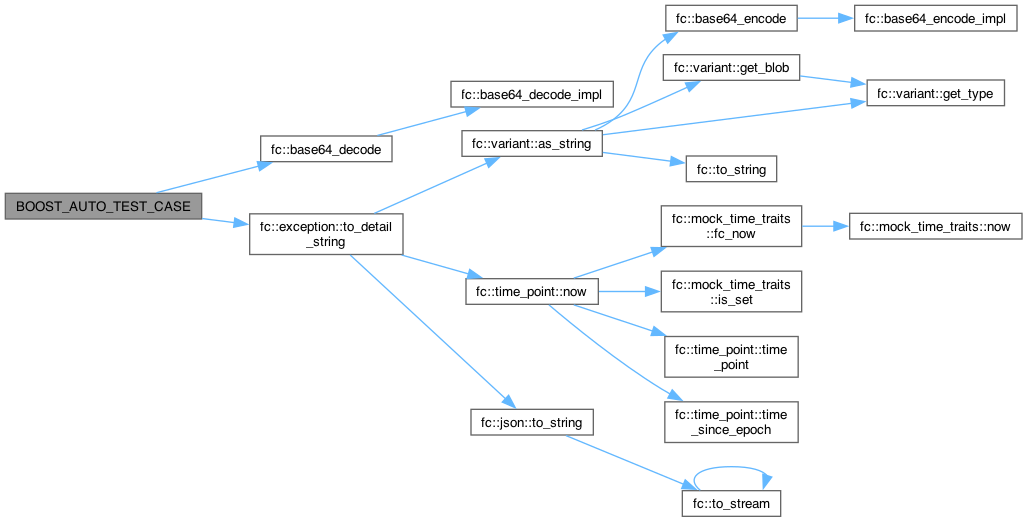 BOOST_AUTO_TEST_CASE
fc::base64_decode
fc::base64_decode_impl
fc::exception::to_detail
_string
fc::variant::as_string
fc::base64_encode
fc::base64_encode_impl
fc::variant::get_blob
fc::variant::get_type
fc::to_string
fc::time_point::now
fc::mock_time_traits
::fc_now
fc::mock_time_traits::now
fc::mock_time_traits
::is_set
fc::time_point::time
_point
fc::time_point::time
_since_epoch
fc::json::to_string
fc::to_stream